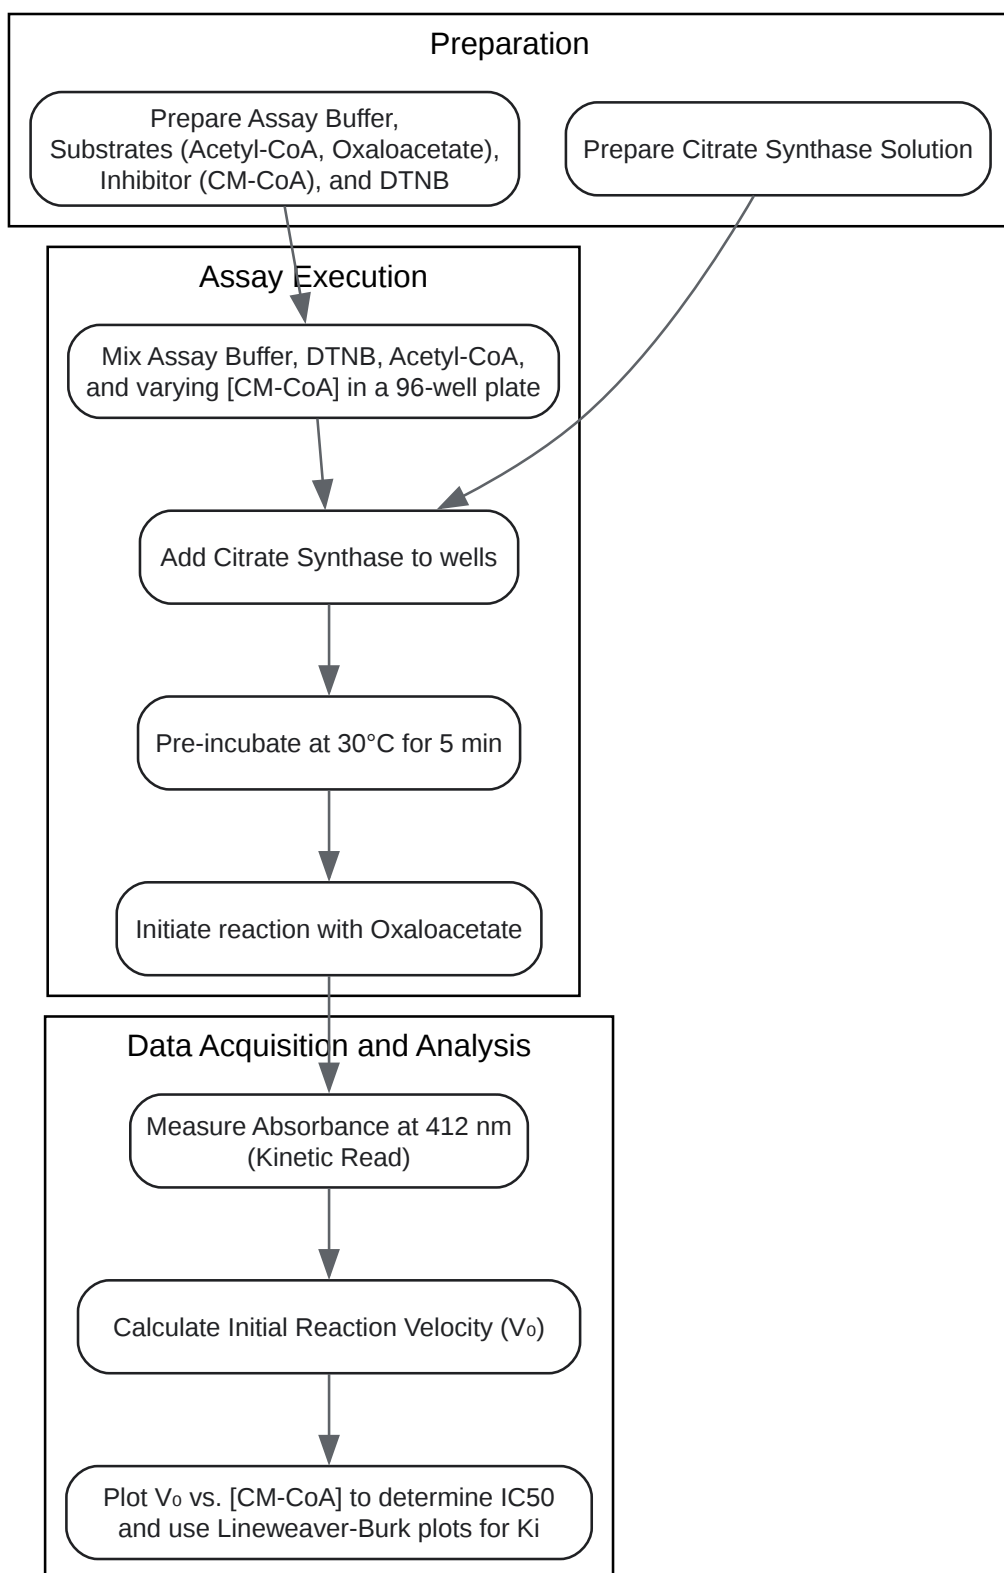 Preparation
Prepare Assay Buffer,
Substrates (Acetyl-CoA, Oxaloacetate),
Inhibitor (CM-CoA), and DTNB
Prepare Citrate Synthase Solution
Assay Execution
Mix Assay Buffer, DTNB, Acetyl-CoA,
and varying [CM-CoA] in a 96-well plate
Add Citrate Synthase to wells
Pre-incubate at 30°C for 5 min
Initiate reaction with Oxaloacetate
Data Acquisition and Analysis
Measure Absorbance at 412 nm
(Kinetic Read)
Calculate Initial Reaction Velocity (V₀)
Plot V₀ vs. [CM-CoA] to determine IC50
and use Lineweaver-Burk plots for Ki